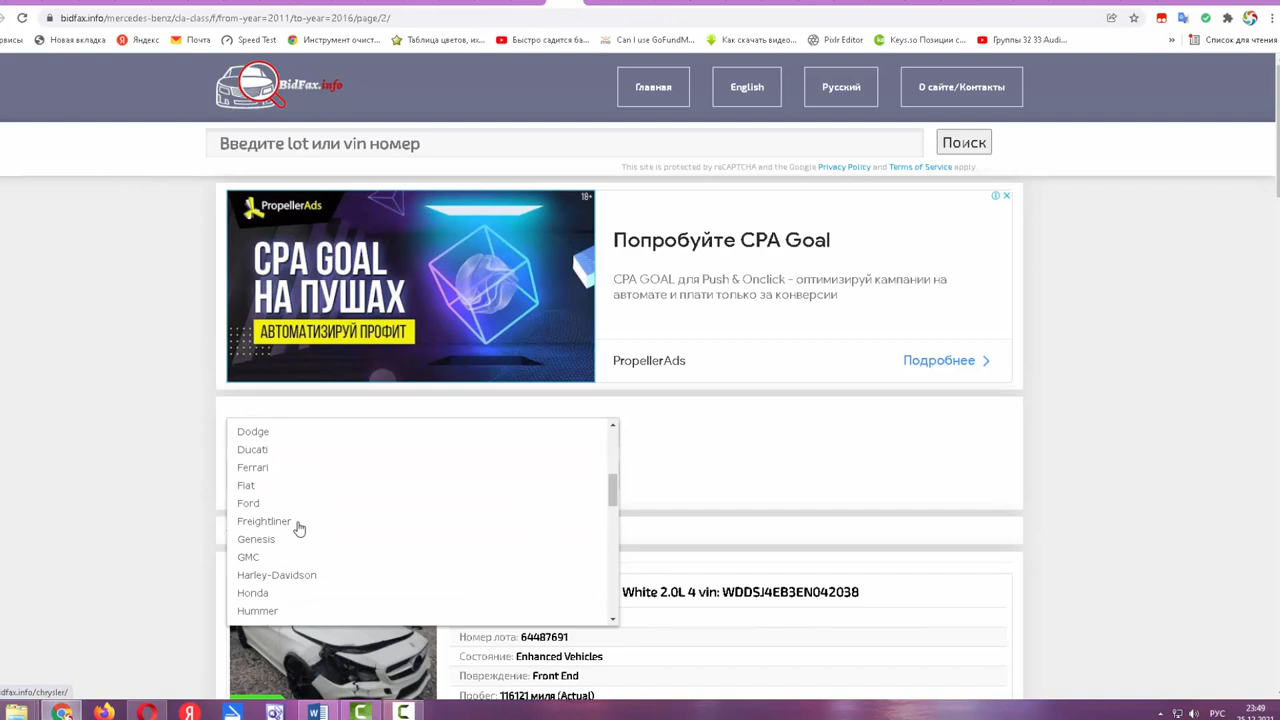 bidfax.info/mercedes-benz/cla-class/f/from-year=2011/to-year=2016/page/2/
рвисы
Новая вкладка
Яндекс
Почта
Speed Test
Инструмент очист...
Таблица цветов, их...
Быстро садится ба...
Can I use GoFundM...
Как скачать видео...
Pixlr Editor
Keys.so Позиции с...
Группы 32 33 Audi...
»
Список для чтения
BidFax.info
Главная
English
Русский
О сайте/Контакты
Введите lot или vin номер
Поиск
This site is protected by reCAPTCHA and the Google Privacy Policy and Terms of Service apply.
PropellerAds
18+
CPA GOAL
НА ПУШАХ
АВТОМАТИЗИРУЙ ПРОФИТ
Попробуйте CPA Goal
CPA GOAL для Push & Onclick - оптимизируй кампании на
автомате и плати только за конверсии
PropellerAds
Подробнее
Dodge
Ducati
Ferrari
Fiat
Ford
Freightliner
Genesis
GMC
Harley-Davidson
Honda
Hummer
White 2.0L 4 vin: WDDSJ4EB3EN042038
Номер лота: 64487691
Состояние: Enhanced Vehicles
Повреждение: Front End
Пробег: 116121 миля (Actual)
idfax.info/chrysler/
РУС
23:49
25.12.2021